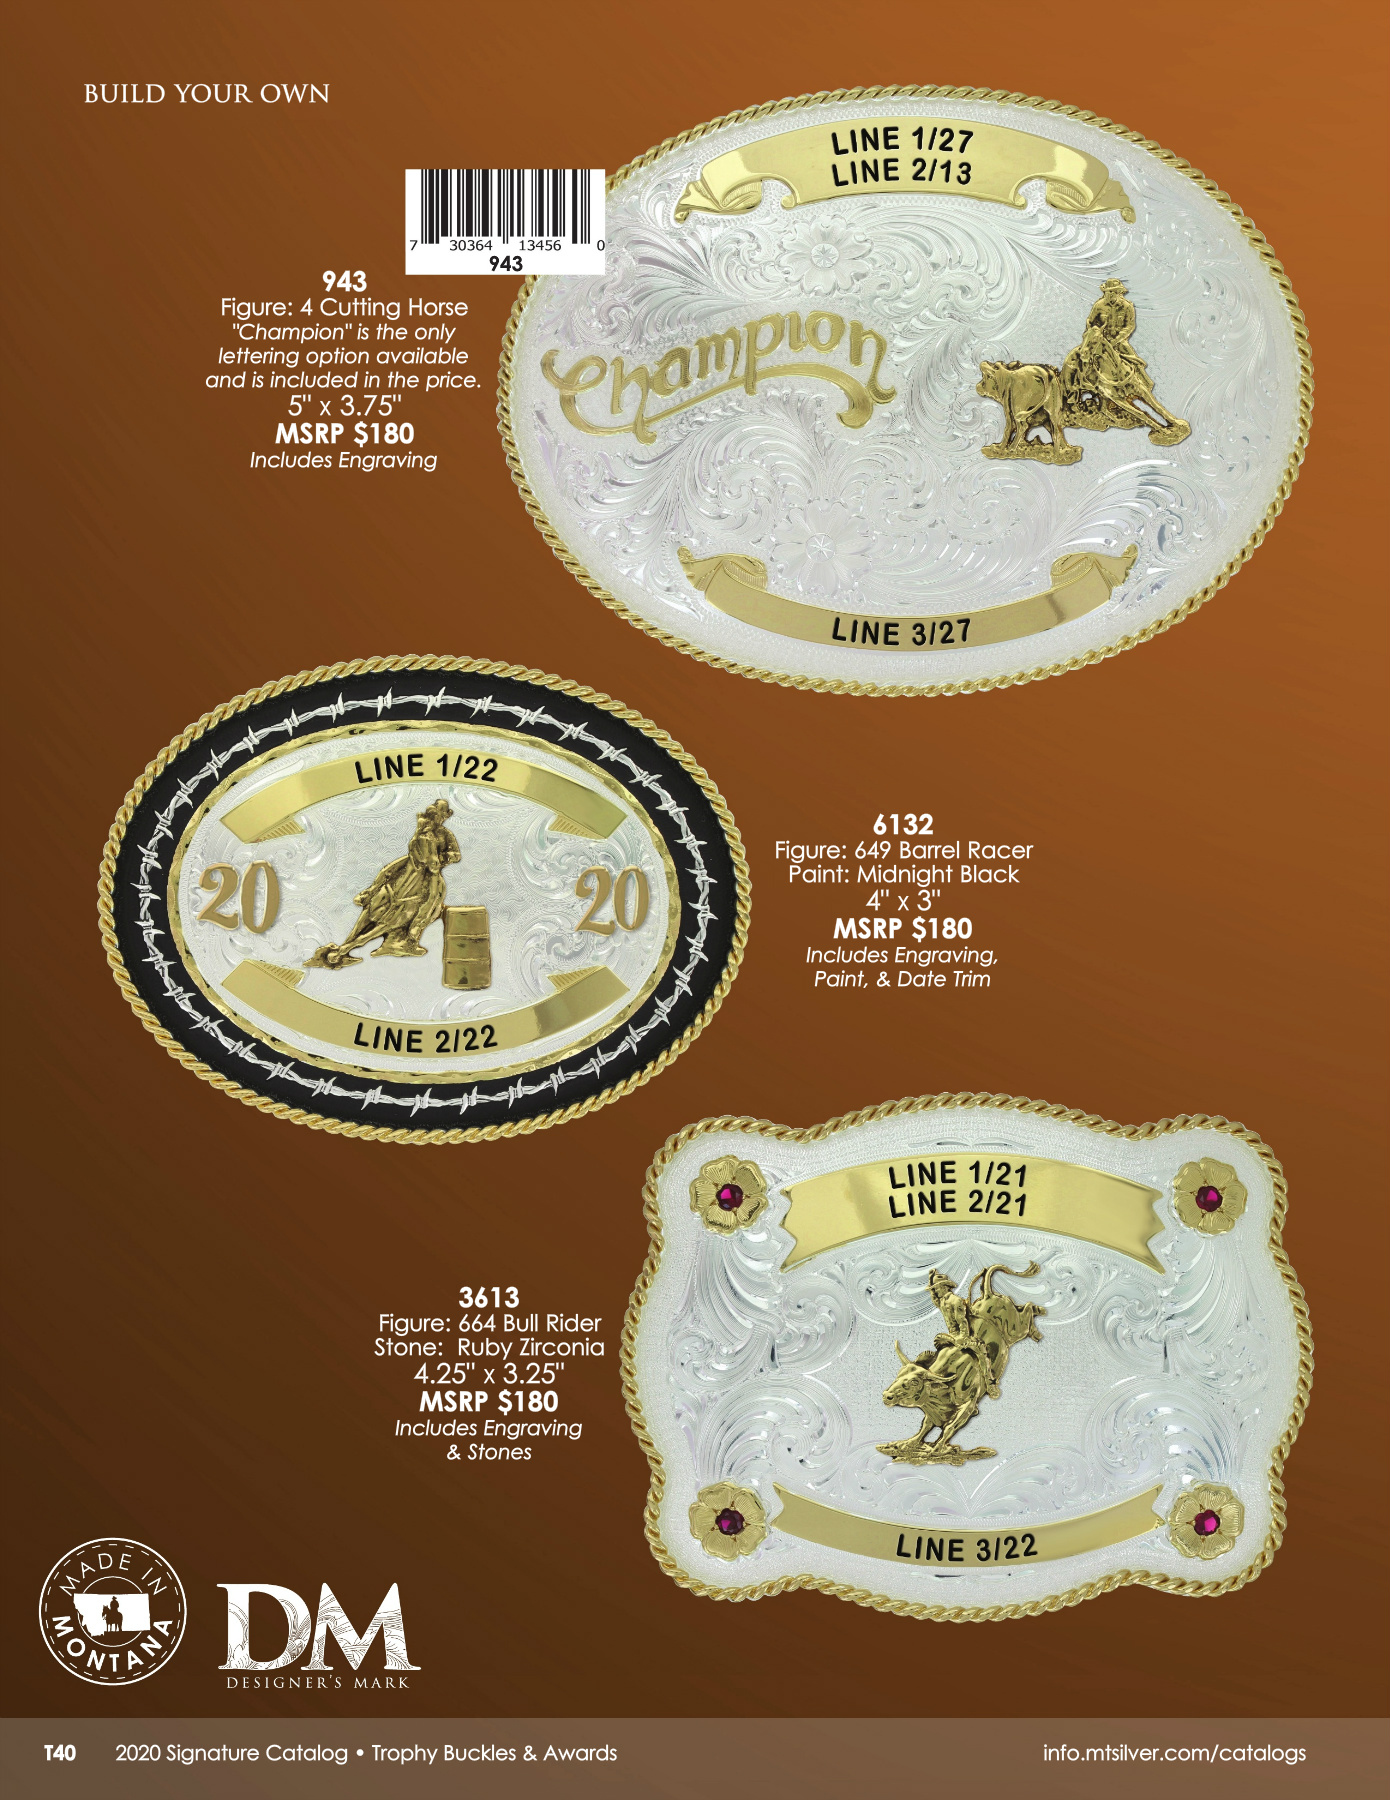 BUILD YOUR OWN
LINE 1/27
LINE 2/13
7 30364 13456 0
943
943
Figure: 4 Cutting Horse
"Champion" is the only
lettering option available
and is included in the price.
5" x 3.75"
MSRP $180
Includes Engraving
Champion
LINE 3/27
LINE 1/22
20 20
LINE 2/22
6132
Figure: 649 Barrel Racer
Paint: Midnight Black
4" x 3"
MSRP $180
Includes Engraving,
Paint, & Date Trim
LINE 1/21
LINE 2/21
3613
Figure: 664 Bull Rider
Stone:  Ruby Zirconia
4.25" x 3.25"
MSRP $180
Includes Engraving
& Stones
LINE 3/22
MADE IN
MONTANA
DM
DESIGNER'S MARK
T40 2020 Signature Catalog • Trophy Buckles & Awards info.mtsilver.com/catalogs